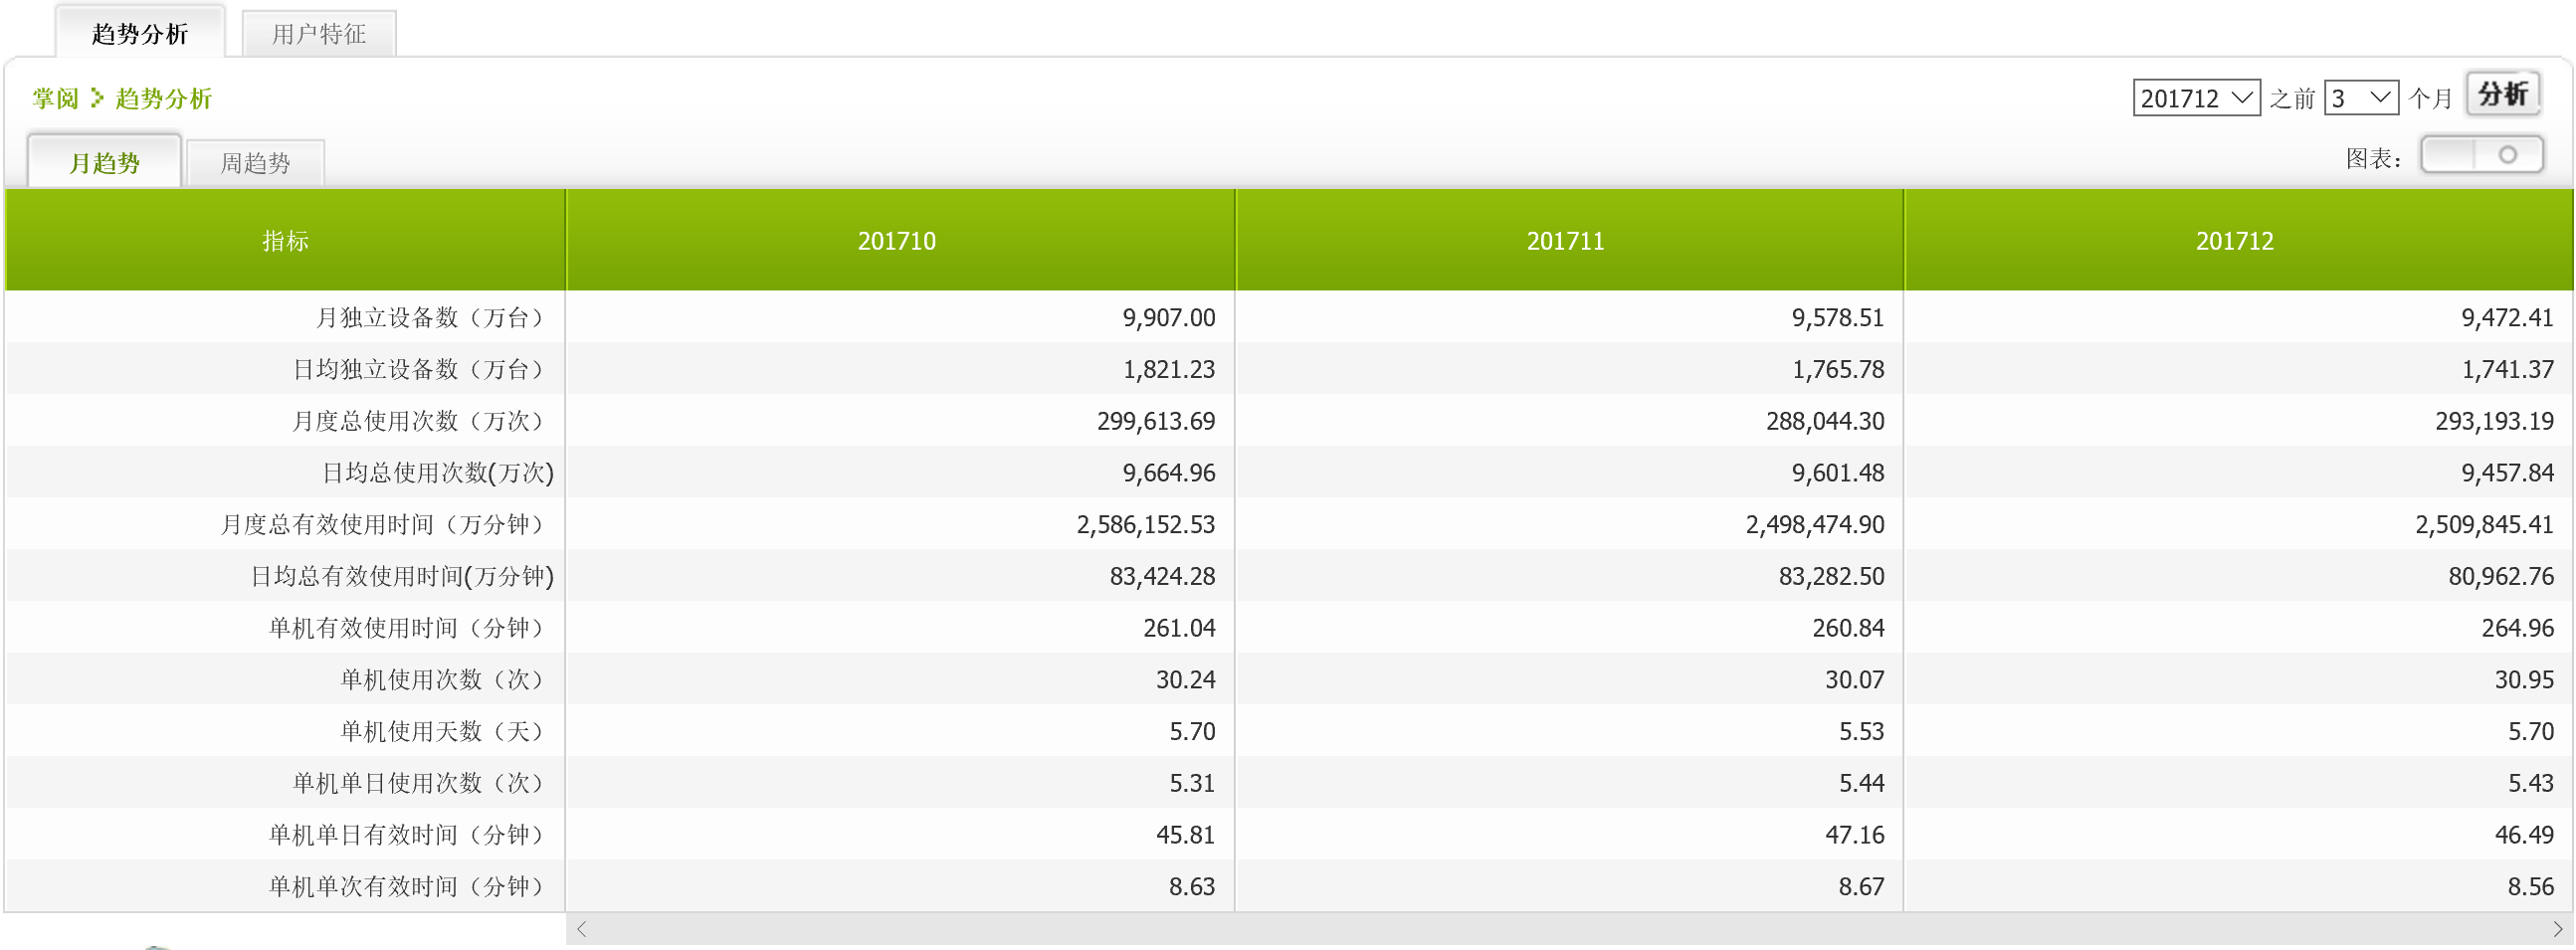 趋势分析 用户特征
掌阅 趋势分析 201712 之前 3 个月 分析
月趋势 周趋势 图表：
指标 201710 201711 201712
月独立设备数（万台） 9,907.00 9,578.51 9,472.41
日均独立设备数（万台） 1,821.23 1,765.78 1,741.37
月度总使用次数（万次） 299,613.69 288,044.30 293,193.19
日均总使用次数(万次) 9,664.96 9,601.48 9,457.84
月度总有效使用时间（万分钟） 2,586,152.53 2,498,474.90 2,509,845.41
日均总有效使用时间(万分钟) 83,424.28 83,282.50 80,962.76
单机有效使用时间（分钟） 261.04 260.84 264.96
单机使用次数（次） 30.24 30.07 30.95
单机使用天数（天） 5.70 5.53 5.70
单机单日使用次数（次） 5.31 5.44 5.43
单机单日有效时间（分钟） 45.81 47.16 46.49
单机单次有效时间（分钟） 8.63 8.67 8.56